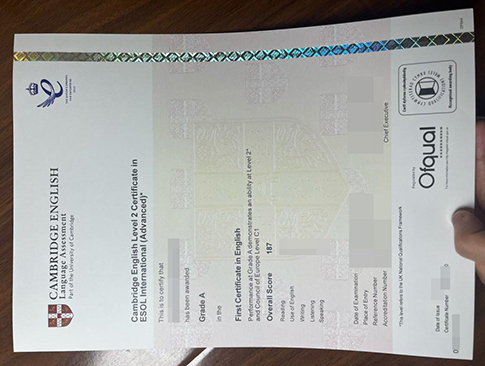 CAMBRIDGE ENGLISH
Language Assessment
Part of the University of Cambridge
Cambridge English Level 2 Certificate in
ESOL International (Advanced)*
This is to certify that
has been awarded
Grade A
in the
First Certificate in English
Performance at Grade A demonstrates an ability at Level 2*
and Council of Europe Level C1
Overall Score 187
Reading
Use of English
Writing
Listening
Speaking
Date of Examination
Place of Entry
Reference Number
Accreditation Number
Chief Executive
*This level refers to the UK National Qualifications Framework
Date of Issue
Certificate Number
Regulated by
Ofqual